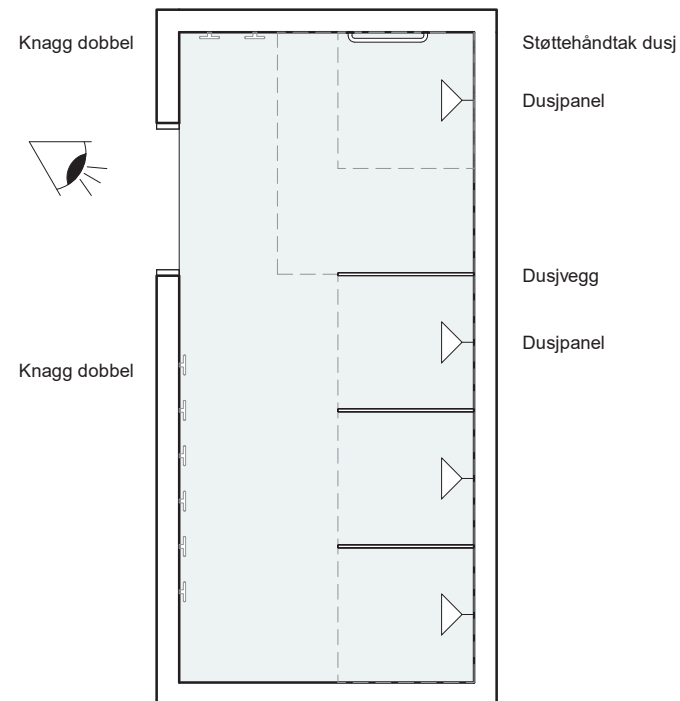 Knagg dobbel
Støttehåndtak dusj
Dusjpanel
Dusjvegg
Dusjpanel
Knagg dobbel